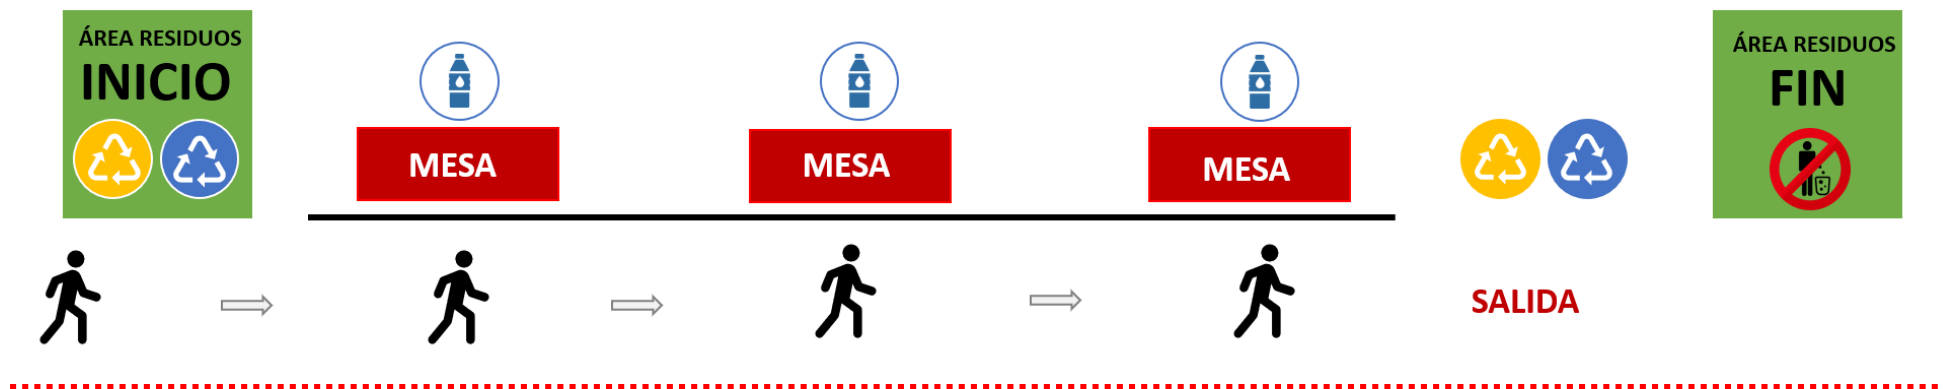 ÁREA RESIDUOS
INICIO
MESA
MESA
MESA
ÁREA RESIDUOS
FIN
SALIDA